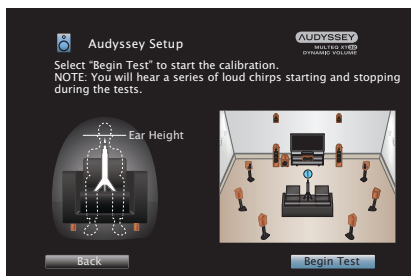 Audyssey Setup
AUDYSSEY
MULTEQ XT32
DYNAMIC VOLUME
Select “Begin Test” to start the calibration.
NOTE: You will hear a series of loud chirps starting and stopping
during the tests.
Ear Height
Back
Begin Test